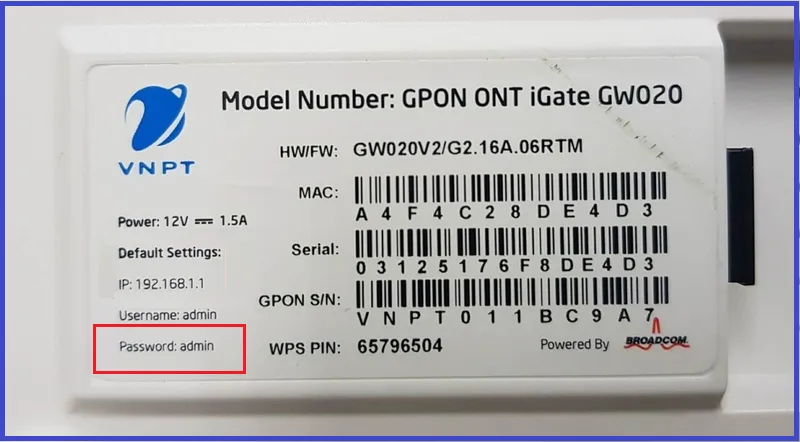 Model Number: GPON ONT iGate GW020
VNPT
HW/FW: GW020V2/G2.16A.06RTM
MAC: A4F4C28DE4D3
Power: 12V ⎓ 1.5A
Default Settings:
Serial: 03125176F8DE4D3
IP: 192.168.1.1
GPON S/N: VNPT011BC9A7
Username: admin
Password: admin
WPS PIN: 65796504
Powered By BROADCOM.